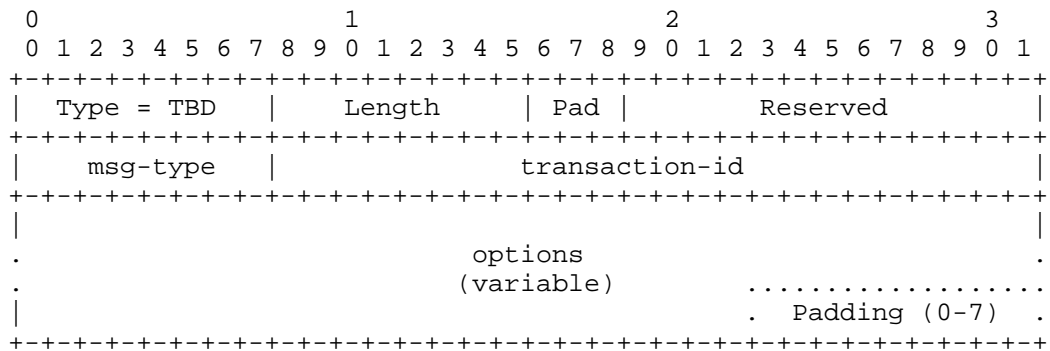 0                   1                   2                   3
 0 1 2 3 4 5 6 7 8 9 0 1 2 3 4 5 6 7 8 9 0 1 2 3 4 5 6 7 8 9 0 1
+-+-+-+-+-+-+-+-+-+-+-+-+-+-+-+-+-+-+-+-+-+-+-+-+-+-+-+-+-+-+-+-+
|  Type = TBD   |    Length     | Pad |        Reserved         |
+-+-+-+-+-+-+-+-+-+-+-+-+-+-+-+-+-+-+-+-+-+-+-+-+-+-+-+-+-+-+-+-+
|    msg-type   |               transaction-id                  |
+-+-+-+-+-+-+-+-+-+-+-+-+-+-+-+-+-+-+-+-+-+-+-+-+-+-+-+-+-+-+-+-+
|                                                               |
.                            options                            .
.                           (variable)        ...................
|                                             .  Padding (0-7)  .
+-+-+-+-+-+-+-+-+-+-+-+-+-+-+-+-+-+-+-+-+-+-+-+-+-+-+-+-+-+-+-+-+